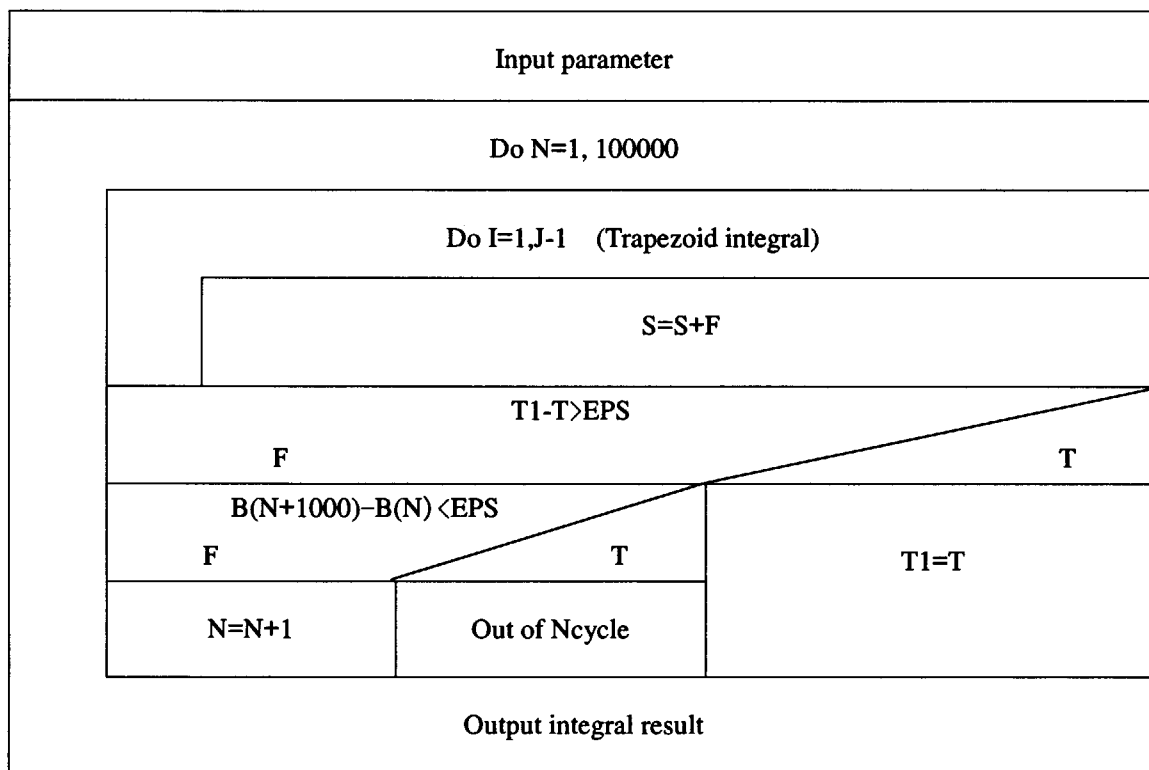 Input parameter
Do N=1, 100000
Do I=1,J-1 (Trapezoid integral)
S=S+F
T1-T>EPS
F
T
B(N+1000)-B(N)<EPS
F
T
T1=T
N=N+1
Out of Ncycle
Output integral result